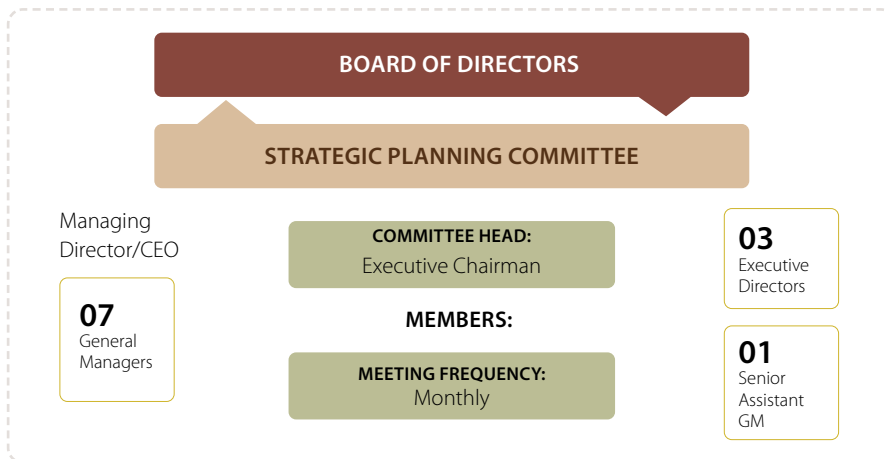 BOARD OF DIRECTORS
STRATEGIC PLANNING COMMITTEE
Managing
Director/CEO
07
General
Managers
COMMITTEE HEAD:
Executive Chairman
MEMBERS:
MEETING FREQUENCY:
Monthly
03
Executive
Directors
01
Senior
Assistant
GM